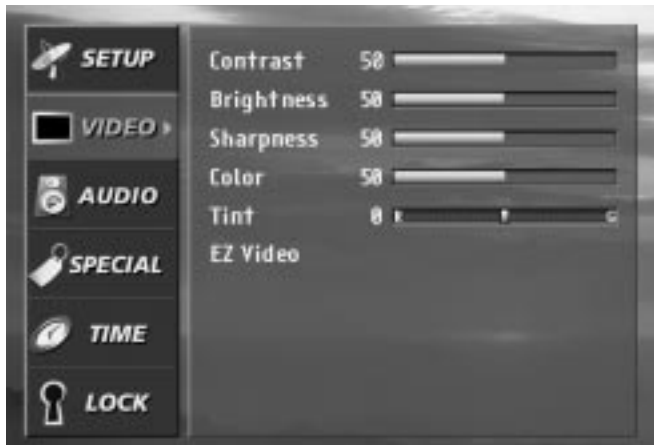 SETUP
VIDEO
AUDIO
SPECIAL
TIME
LOCK
Contrast 50
Brightness 50
Sharpness 50
Color 50
Tint 0 R G
EZ Video